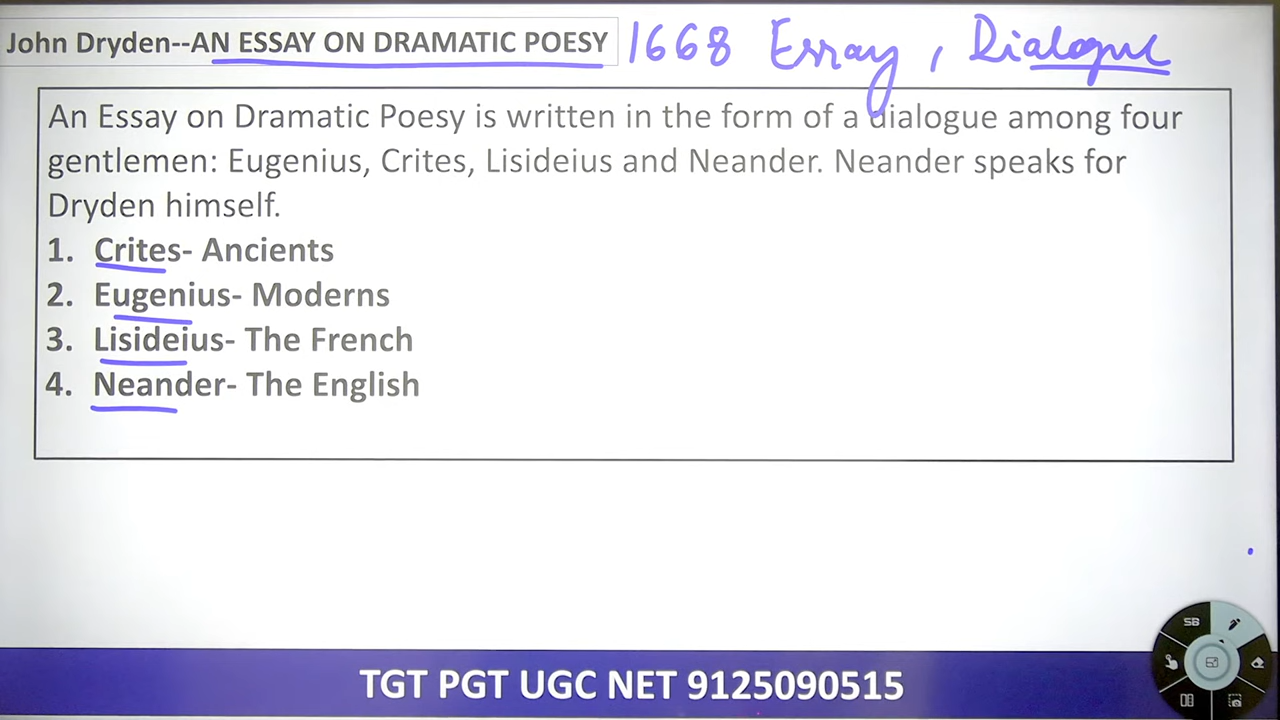 John Dryden--AN ESSAY ON DRAMATIC POESY 1668 Essay, Dialogue
An Essay on Dramatic Poesy is written in the form of a dialogue among four
gentlemen: Eugenius, Crites, Lisideius and Neander. Neander speaks for
Dryden himself.
1. Crites- Ancients
2. Eugenius- Moderns
3. Lisideius- The French
4. Neander- The English
SB
TGT PGT UGC NET 9125090515